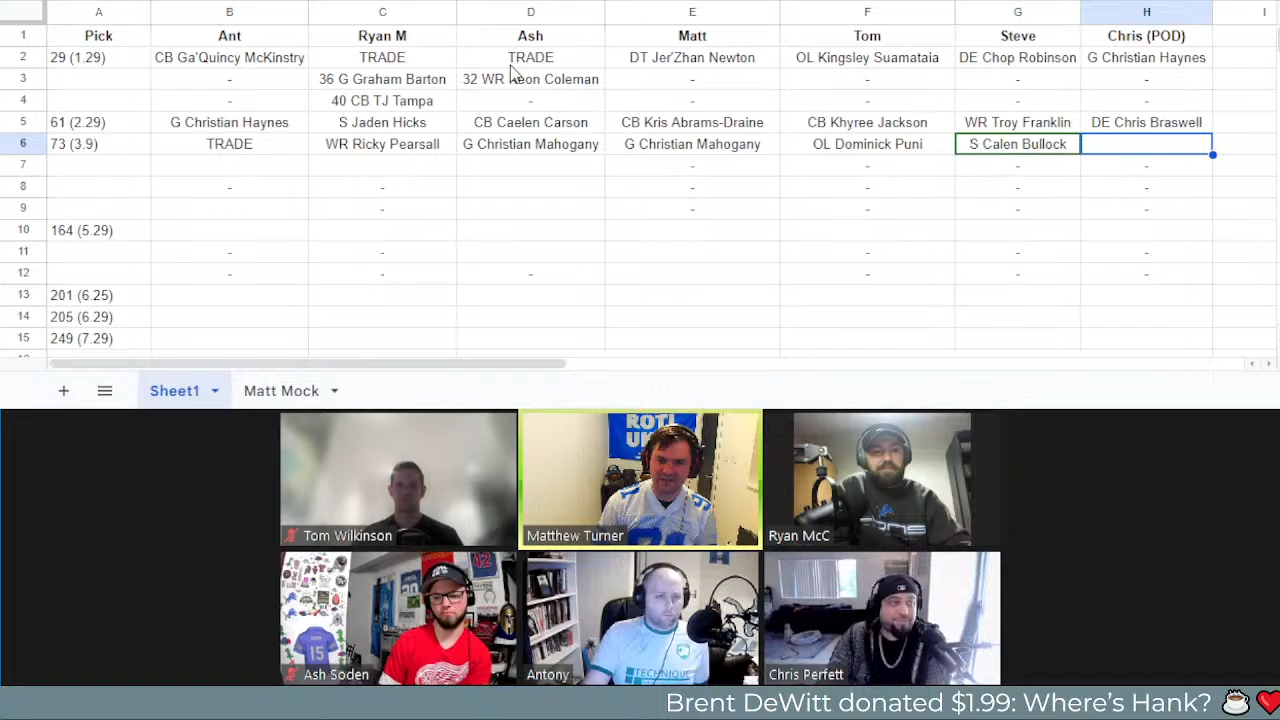 A B C D E F G H I
1 Pick Ant Ryan M Ash Matt Tom Steve Chris (POD)
2 29 (1.29) CB Ga'Quincy McKinstry TRADE TRADE DT Jer'Zhan Newton OL Kingsley Suamataia DE Chop Robinson G Christian Haynes
3 - 36 G Graham Barton 32 WR Coleman - - - -
4 - 40 CB TJ Tampa - - - - -
5 61 (2.29) G Christian Haynes S Jaden Hicks CB Caelen Carson CB Kris Abrams-Draine CB Khyree Jackson WR Troy Franklin DE Chris Braswell
6 73 (3.9) TRADE WR Ricky Pearsall G Christian Mahogany G Christian Mahogany OL Dominick Puni S Calen Bullock
7 - - - -
8 - - - - -
9 - - - - -
10 164 (5.29)
11 - - - - -
12 - - - - - -
13 201 (6.25)
14 205 (6.29)
15 249 (7.29)
+ Sheet1 Matt Mock
ROTL
UK
Tom Wilkinson Matthew Turner Ryan McC
15
42
TECHNIQUE
Ash Soden Antony Chris Perfett
Brent DeWitt donated $1.99: Where's Hank? ☕❤